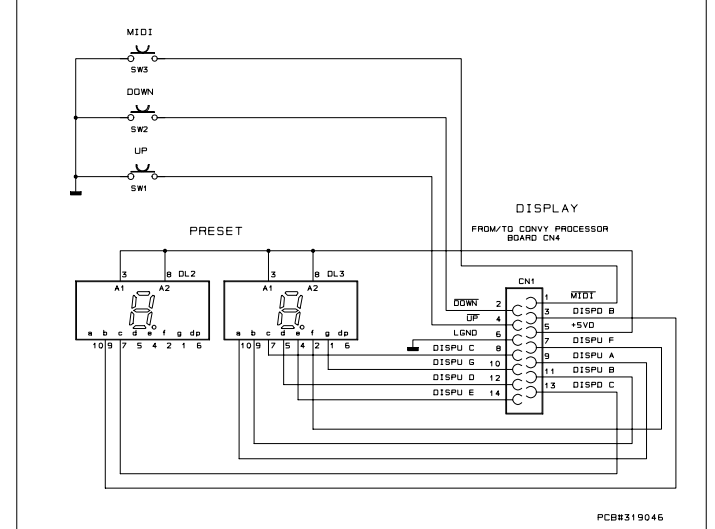 MIDI
SW3
DOWN
SW2
UP
SW1
DISPLAY
FROM/TO CONVY PROCESSOR
BOARD CN4
PRESET
CN1
3 8 DL2
A1 A2
a b c d e f g dp
10 9 7 5 4 2 1 6
3 8 DL3
A1 A2
a b c d e f g dp
10 9 7 5 4 2 1 6
DOWN 2
UP 4
LGND 6
DISPU C 8
DISPU G 10
DISPU D 12
DISPU E 14
1 MIDI
3 DISPD B
5 +5VD
7 DISPU F
9 DISPU A
11 DISPU B
13 DISPD C
PCB#319046